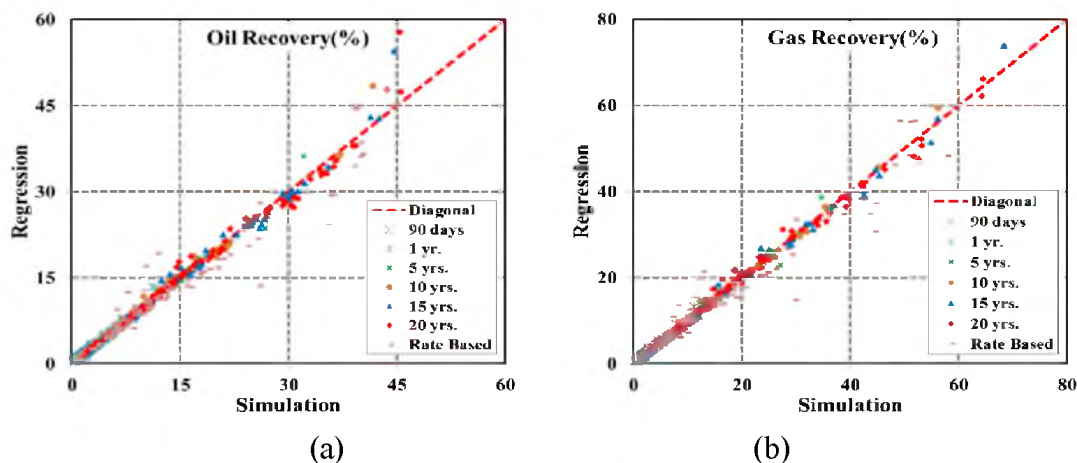 Oil Recovery(%)
60
45
30
15
0
Regression
0 15 30 45 60
Simulation
Diagonal
90 days
1 yr.
5 yrs.
10 yrs.
15 yrs.
20 yrs.
Rate Based
(a)
Gas Recovery(%)
80
60
40
20
0
Regression
0 20 40 60 80
Simulation
Diagonal
90 days
1 yr.
5 yrs.
10 yrs.
15 yrs.
20 yrs.
Rate Based
(b)